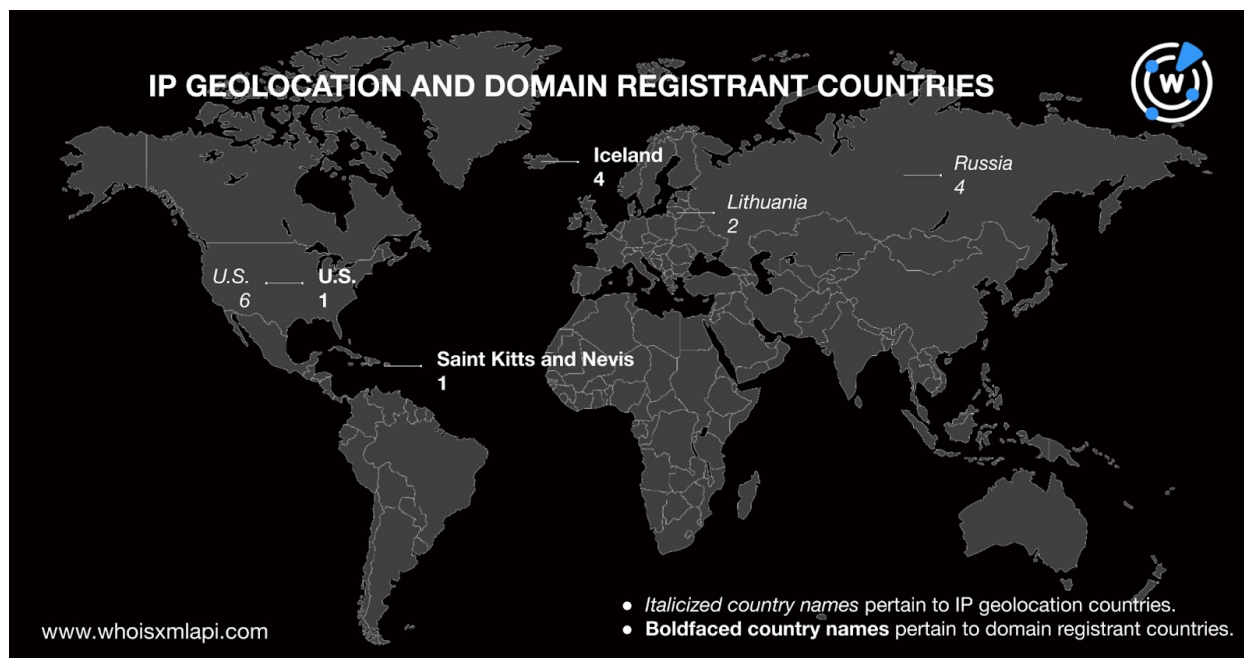 IP GEOLOCATION AND DOMAIN REGISTRANT COUNTRIES
W
Iceland
4
Russia
4
Lithuania
2
U.S.
6
U.S.
1
Saint Kitts and Nevis
1
● Italicized country names pertain to IP geolocation countries.
● Boldfaced country names pertain to domain registrant countries.
www.whoisxmlapi.com